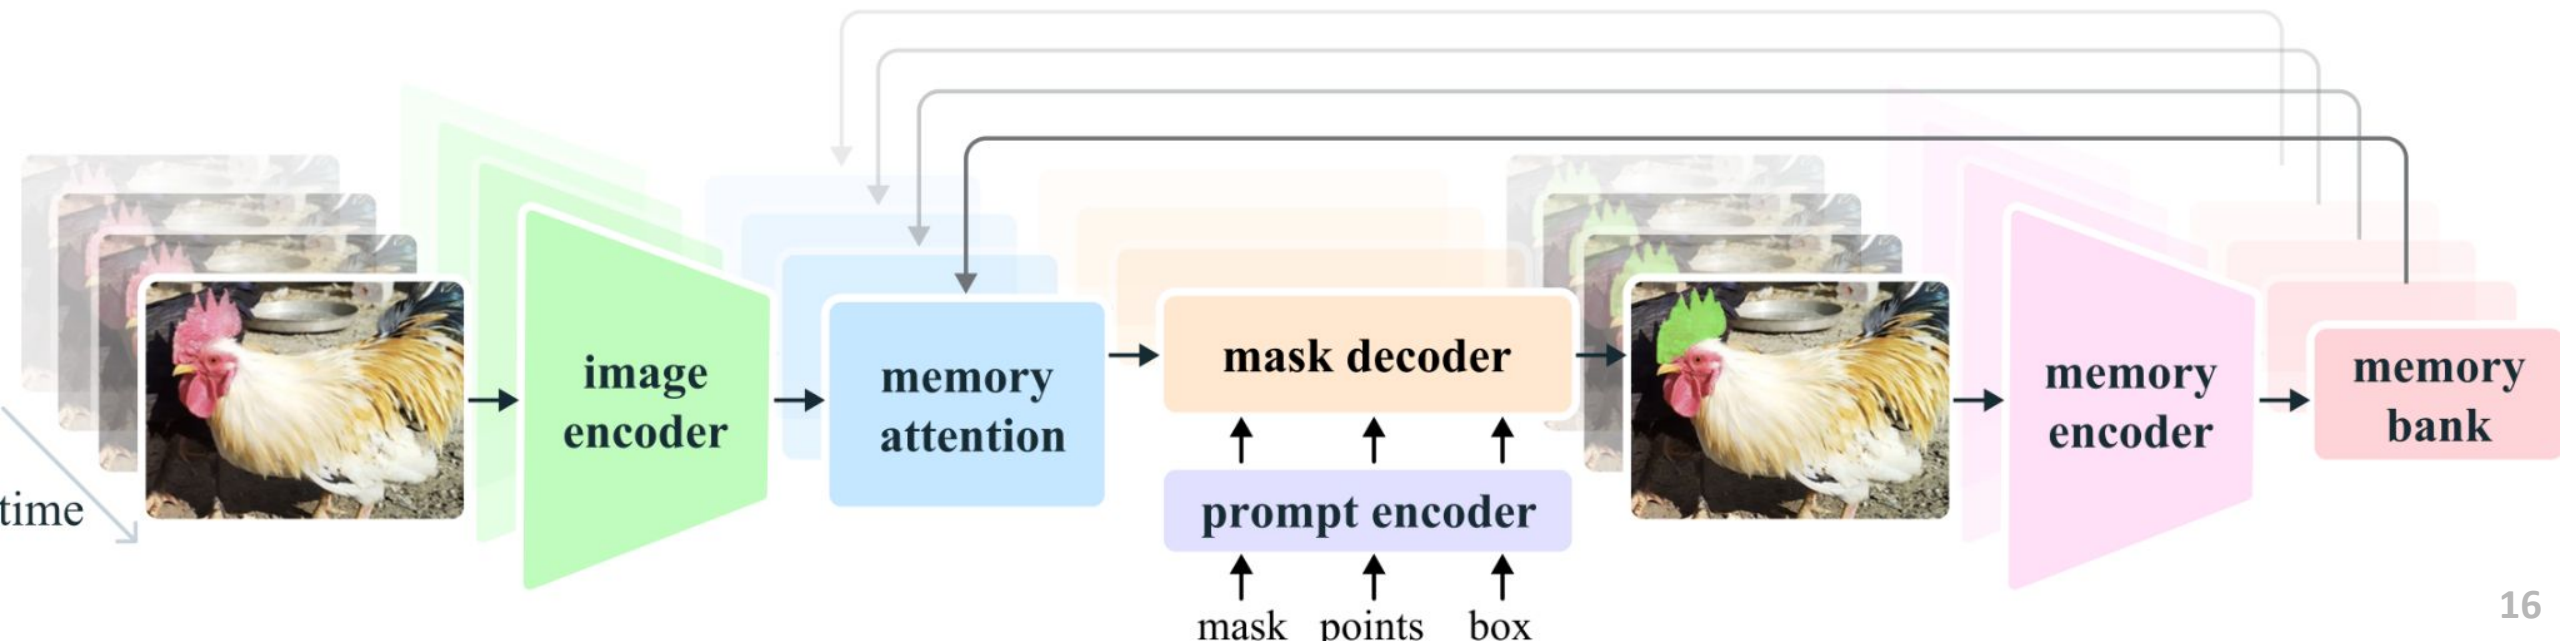 time
image
encoder
memory
attention
mask decoder
prompt encoder
mask points box
memory
encoder
memory
bank
16